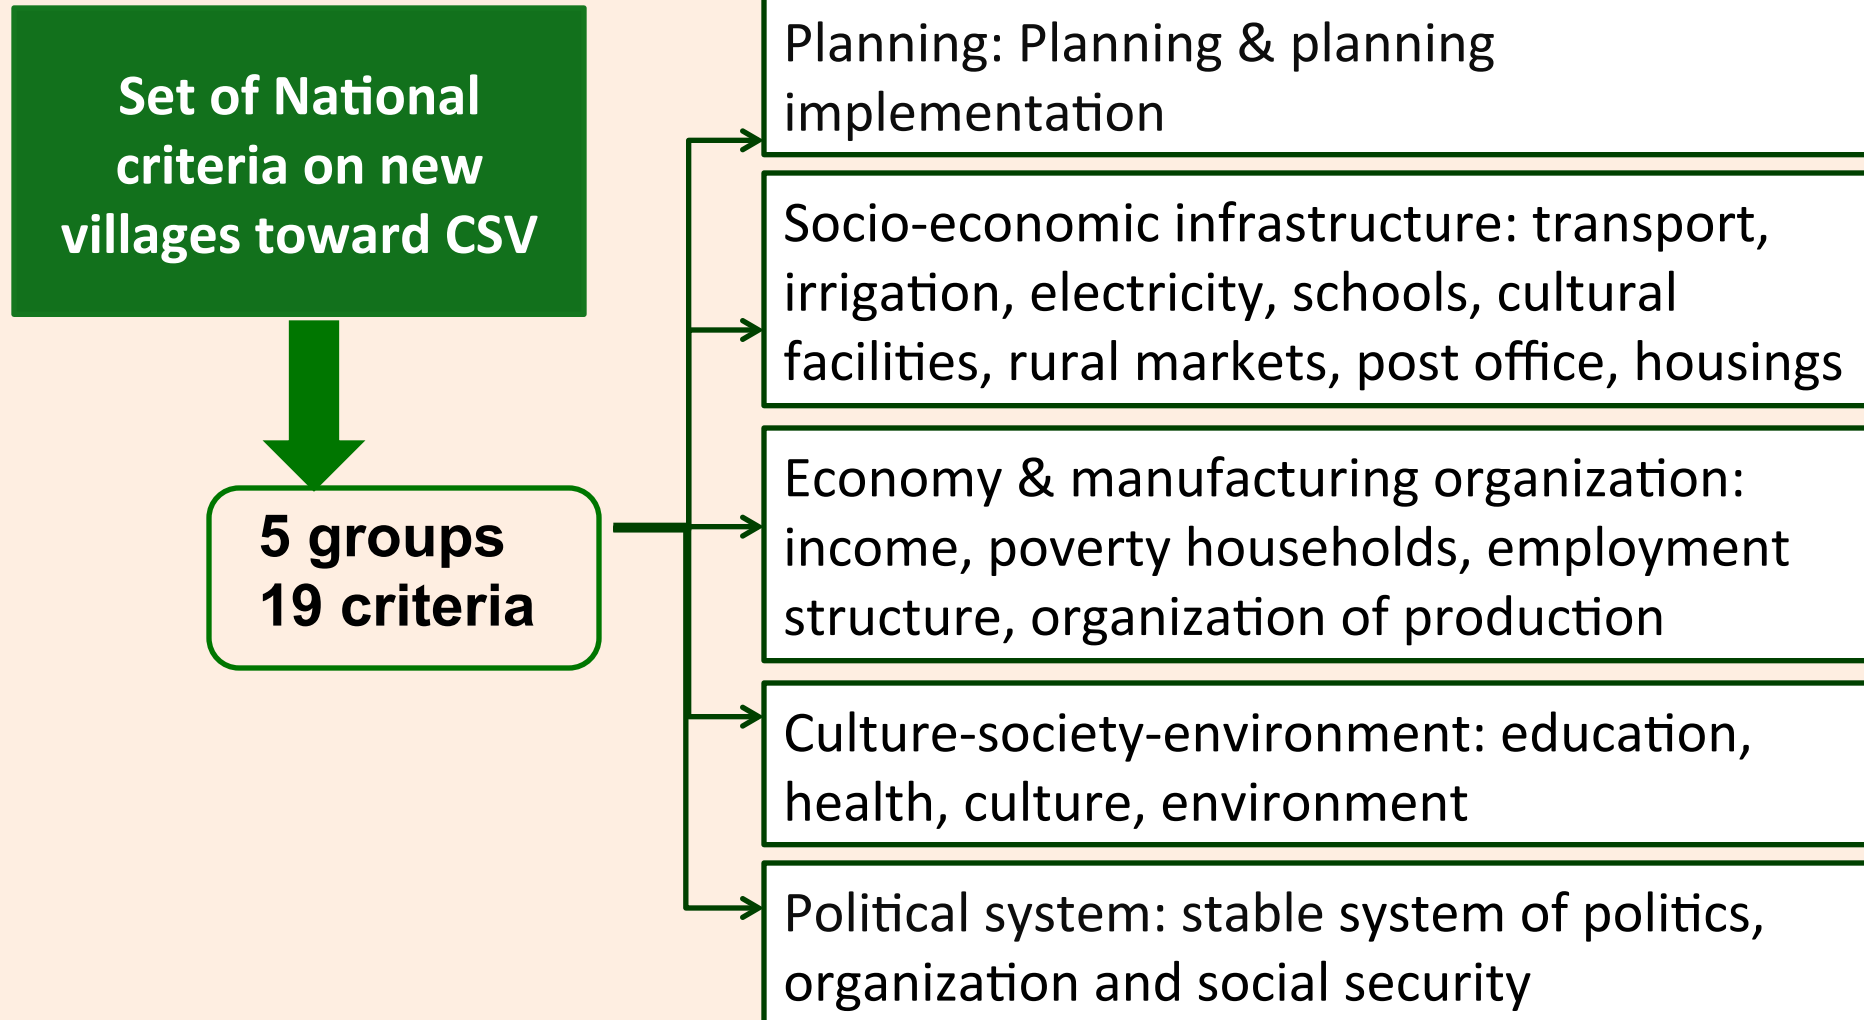 Set of National
criteria on new
villages toward CSV
5 groups
19 criteria
Planning: Planning & planning
implementation
Socio-economic infrastructure: transport,
irrigation, electricity, schools, cultural
facilities, rural markets, post office, housings
Economy & manufacturing organization:
income, poverty households, employment
structure, organization of production
Culture-society-environment: education,
health, culture, environment
Political system: stable system of politics,
organization and social security